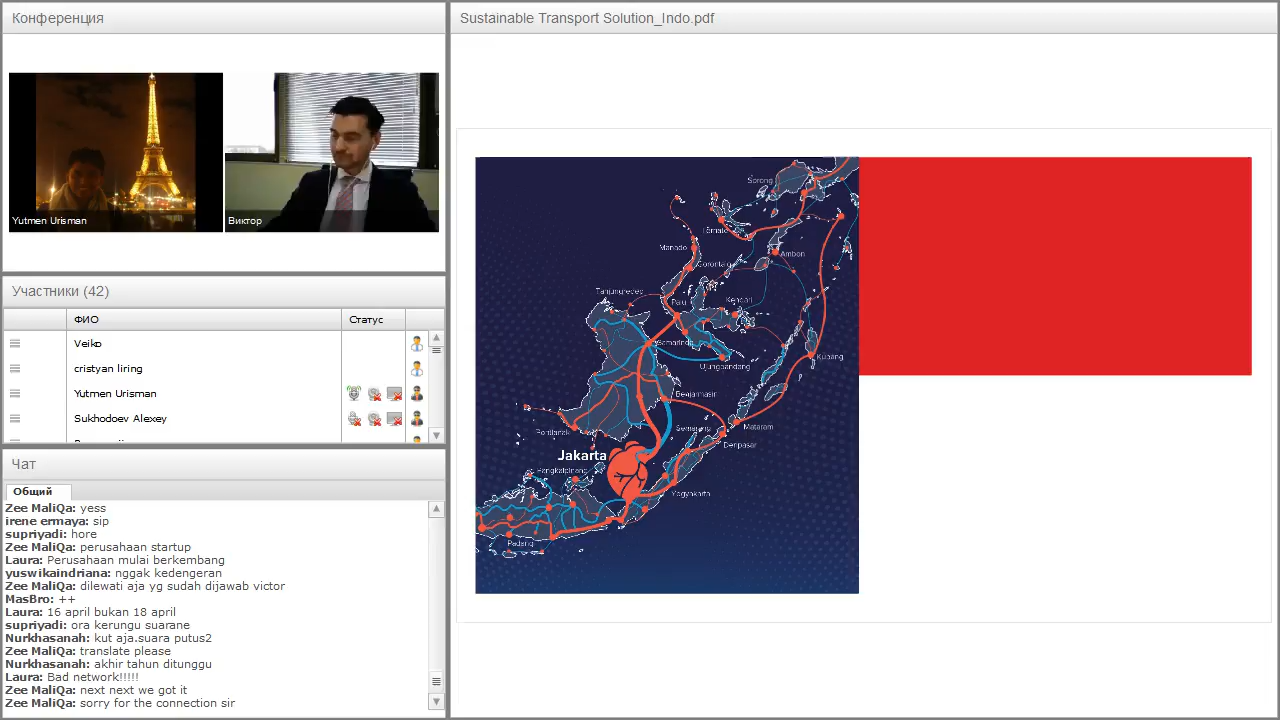 Конференция
Yutmen Urisman
Виктор
Участники (42)
ФИО
Статус
Veiko
cristyan liring
Yutmen Urisman
Sukhodoev Alexey
Чат
Общий
Zee MaliQa: yess
irene ermaya: sip
supriyadi: hore
Zee MaliQa: perusahaan startup
Laura: Perusahaan mulai berkembang
yuswikaindriana: nggak kedengeran
Zee MaliQa: dilewati aja yg sudah dijawab victor
MasBro: ++
Laura: 16 april bukan 18 april
supriyadi: ora kerungu suarane
Nurkhasanah: kut aja.suara putus2
Zee MaliQa: translate please
Nurkhasanah: akhir tahun ditunggu
Laura: Bad network!!!!!
Zee MaliQa: next next we got it
Zee MaliQa: sorry for the connection sir
Sustainable Transport Solution_Indo.pdf
Sorong
Ternate
Manado
Ambon
Gorontalo
Tanjungredep
Palu
Kendari
Samarinda
Kupang
Ujungpandang
Banjarmasin
Pontianak
Semarang
Mataram
Denpasar
Jakarta
Pangkalpinang
Yogyakarta
Padang